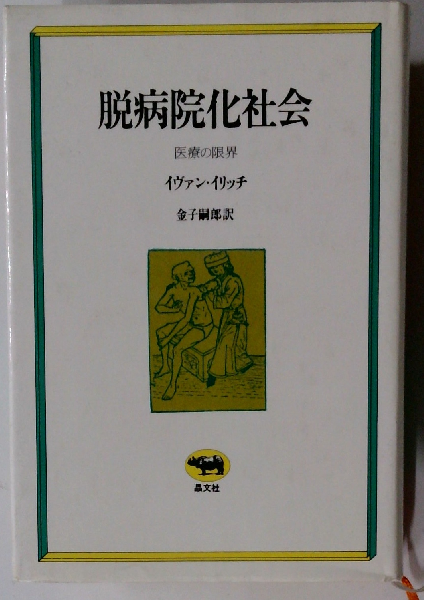 脱病院化社会
医療の限界
イヴァン・イリッチ
金子嗣郎訳
晶文社